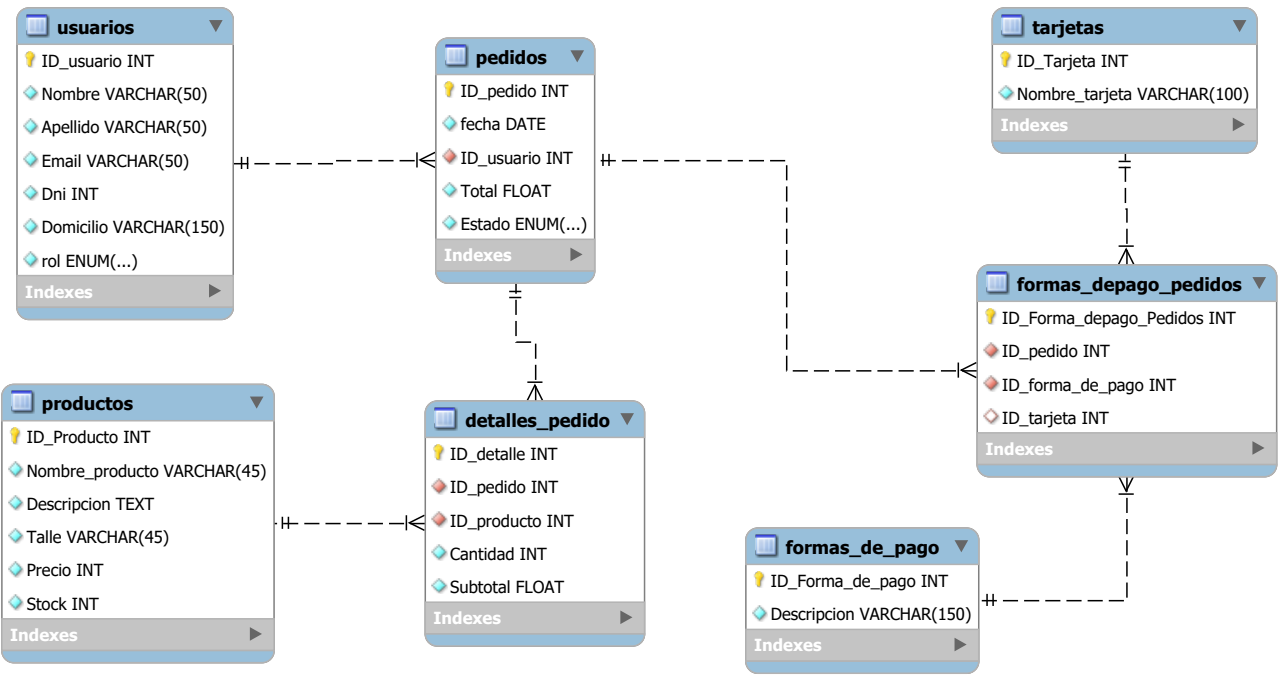 usuarios
ID_usuario INT
Nombre VARCHAR(50)
Apellido VARCHAR(50)
Email VARCHAR(50)
Dni INT
Domicilio VARCHAR(150)
rol ENUM(...)
Indexes
pedidos
ID_pedido INT
fecha DATE
ID_usuario INT
Total FLOAT
Estado ENUM(...)
Indexes
tarjetas
ID_Tarjeta INT
Nombre_tarjeta VARCHAR(100)
Indexes
formas_depago_pedidos
ID_Forma_depago_Pedidos INT
ID_pedido INT
ID_forma_de_pago INT
ID_tarjeta INT
Indexes
productos
ID_Producto INT
Nombre_producto VARCHAR(45)
Descripcion TEXT
Talle VARCHAR(45)
Precio INT
Stock INT
Indexes
detalles_pedido
ID_detalle INT
ID_pedido INT
ID_producto INT
Cantidad INT
Subtotal FLOAT
Indexes
formas_de_pago
ID_Forma_de_pago INT
Descripcion VARCHAR(150)
Indexes